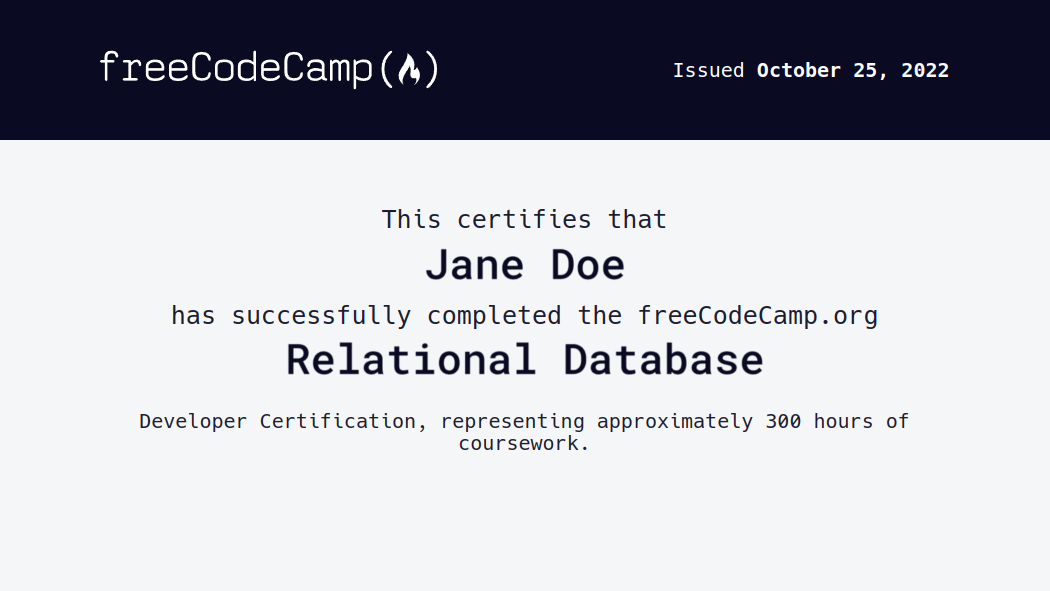 freeCodeCamp(🔥)
Issued October 25, 2022
This certifies that
Jane Doe
has successfully completed the freeCodeCamp.org
Relational Database
Developer Certification, representing approximately 300 hours of
coursework.